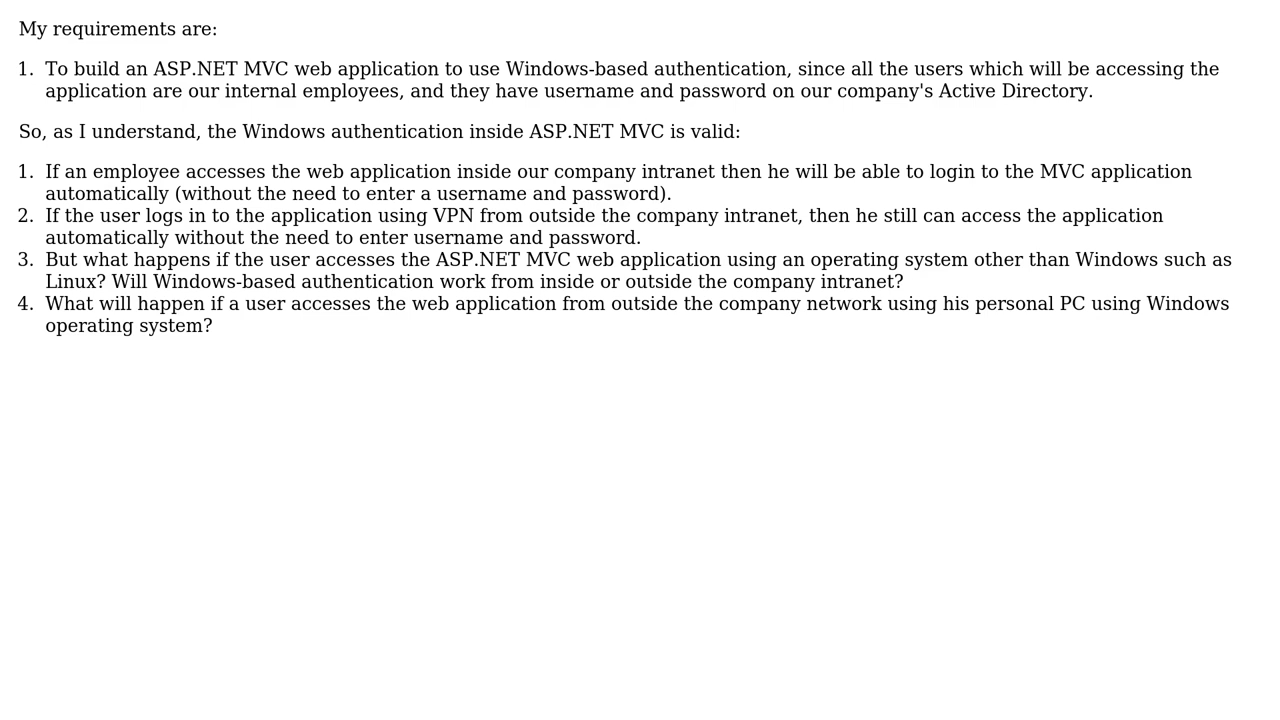 My requirements are:
1. To build an ASP.NET MVC web application to use Windows-based authentication, since all the users which will be accessing the
application are our internal employees, and they have username and password on our company's Active Directory.
So, as I understand, the Windows authentication inside ASP.NET MVC is valid:
1. If an employee accesses the web application inside our company intranet then he will be able to login to the MVC application
automatically (without the need to enter a username and password).
2. If the user logs in to the application using VPN from outside the company intranet, then he still can access the application
automatically without the need to enter username and password.
3. But what happens if the user accesses the ASP.NET MVC web application using an operating system other than Windows such as
Linux? Will Windows-based authentication work from inside or outside the company intranet?
4. What will happen if a user accesses the web application from outside the company network using his personal PC using Windows
operating system?